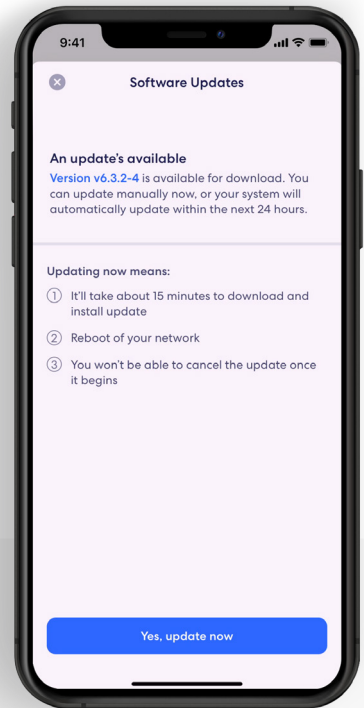 9:41
Software Updates
An update's available
Version v6.3.2-4 is available for download. You
can update manually now, or your system will
automatically update within the next 24 hours.
Updating now means:
1 It'll take about 15 minutes to download and
install update
2 Reboot of your network
3 You won't be able to cancel the update once
it begins
Yes, update now